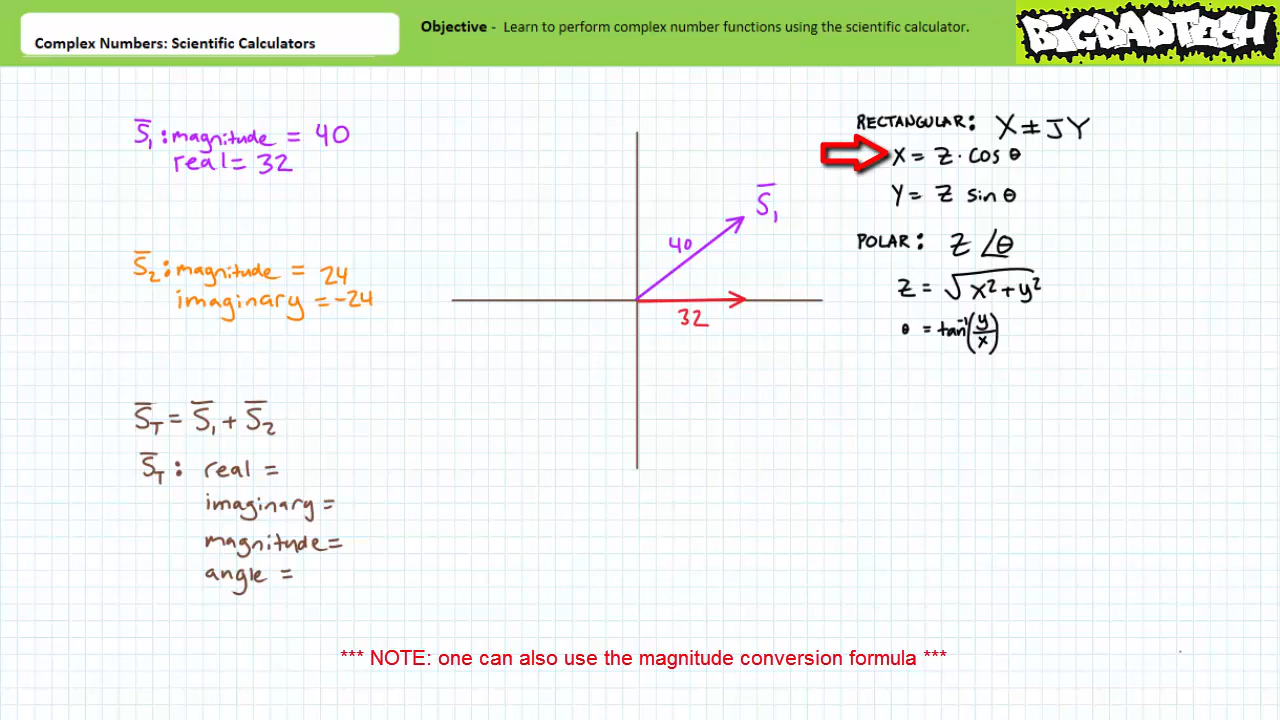 Complex Numbers: Scientific Calculators
Objective - Learn to perform complex number functions using the scientific calculator.
BIGBADTECH
S̅₁: magnitude = 40
real = 32
S̅₂: magnitude = 24
imaginary = -24
S̅T = S̅₁ + S̅₂
S̅T: real =
imaginary =
magnitude =
angle =
S̅₁
40
32
RECTANGULAR: X ± JY
X = Z · COS θ
Y = Z sin θ
POLAR: Z ∠θ
Z = √x² + y²
θ = tan⁻¹(y/x)
*** NOTE: one can also use the magnitude conversion formula ***